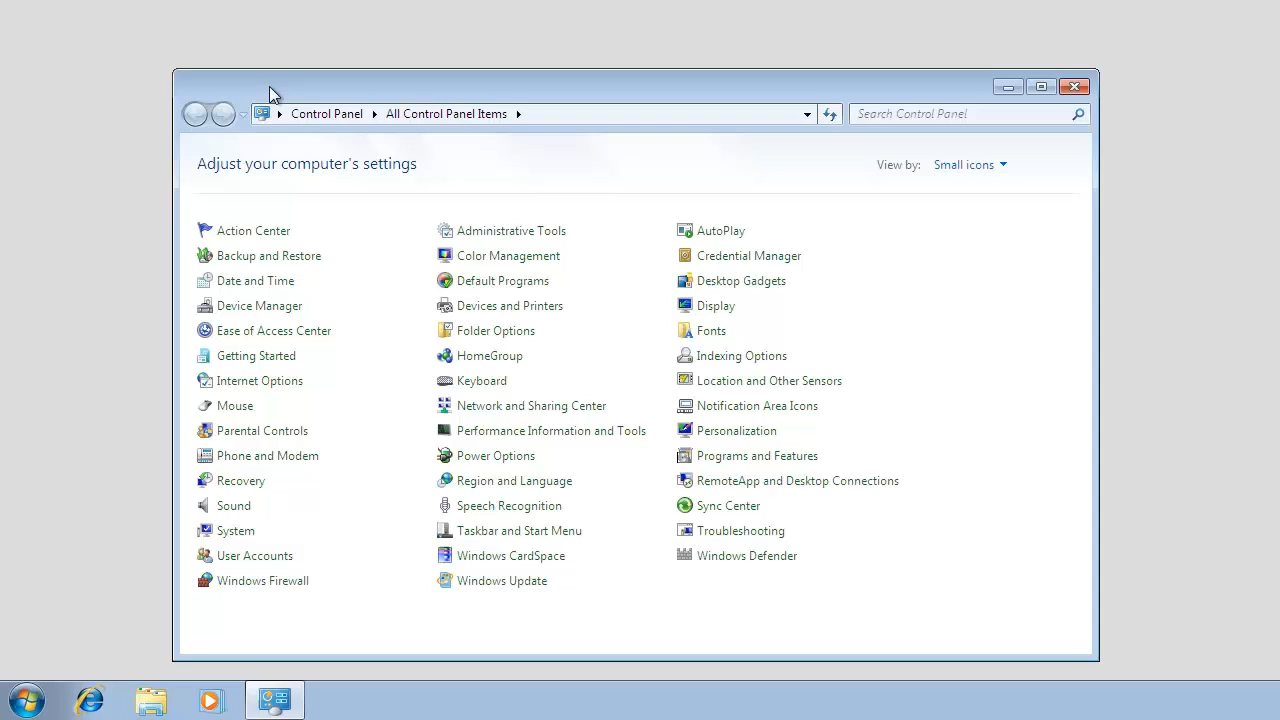 Control Panel All Control Panel Items Search Control Panel
Adjust your computer's settings View by: Small icons
Action Center Administrative Tools AutoPlay
Backup and Restore Color Management Credential Manager
Date and Time Default Programs Desktop Gadgets
Device Manager Devices and Printers Display
Ease of Access Center Folder Options Fonts
Getting Started HomeGroup Indexing Options
Internet Options Keyboard Location and Other Sensors
Mouse Network and Sharing Center Notification Area Icons
Parental Controls Performance Information and Tools Personalization
Phone and Modem Power Options Programs and Features
Recovery Region and Language RemoteApp and Desktop Connections
Sound Speech Recognition Sync Center
System Taskbar and Start Menu Troubleshooting
User Accounts Windows CardSpace Windows Defender
Windows Firewall Windows Update